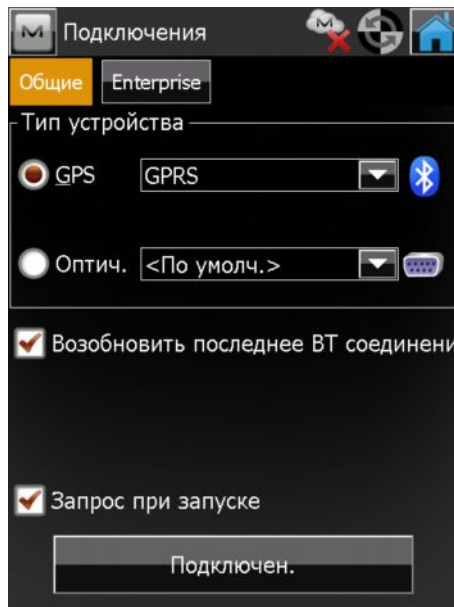 Подключения
Общие Enterprise
Тип устройства
GPS GPRS
Оптич. <По умолч.>
Возобновить последнее BT соединени
Запрос при запуске
Подключен.